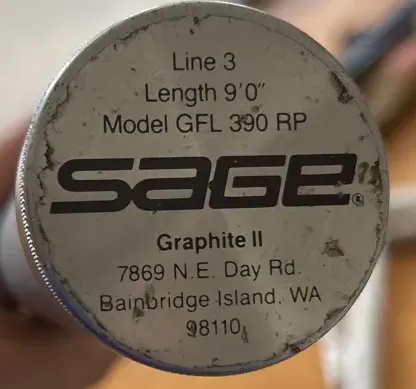 Line 3
Length 9'0"
Model GFL 390 RP
SAGE®
Graphite II
7869 N.E. Day Rd.
Bainbridge Island, WA
98110